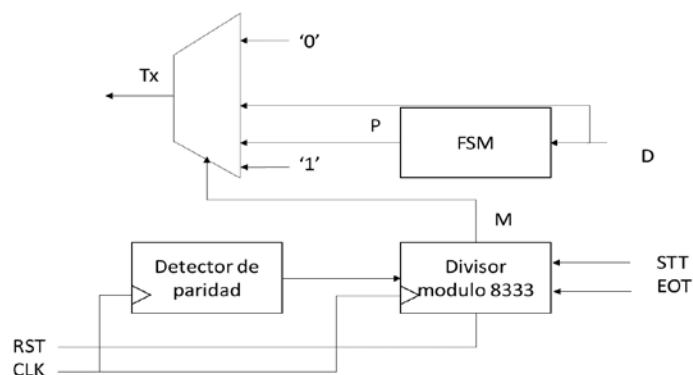 '0'
Tx
P
FSM
D
'1'
M
Detector de
paridad
Divisor
modulo 8333
STT
EOT
RST
CLK